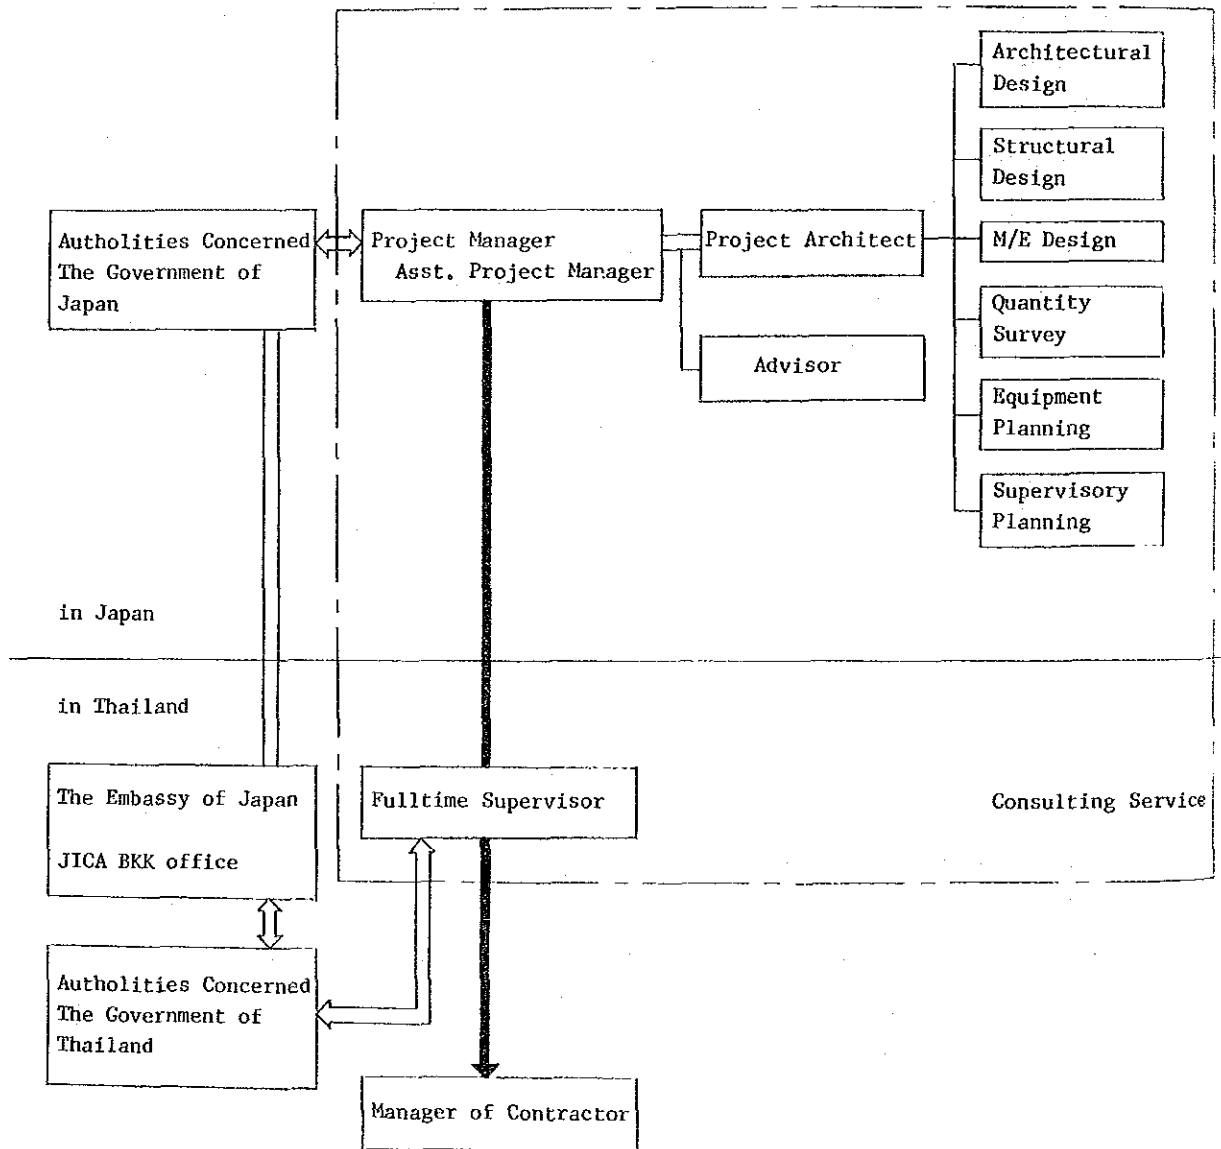 Architectural
Design
Structural
Design
Autholities Concerned
The Government of
Japan
Project Manager
Asst. Project Manager
Project Architect
M/E Design
Quantity
Survey
Advisor
Equipment
Planning
Supervisory
Planning
in Japan
in Thailand
The Embassy of Japan
JICA BKK office
Fulltime Supervisor
Consulting Service
Autholities Concerned
The Government of
Thailand
Manager of Contractor